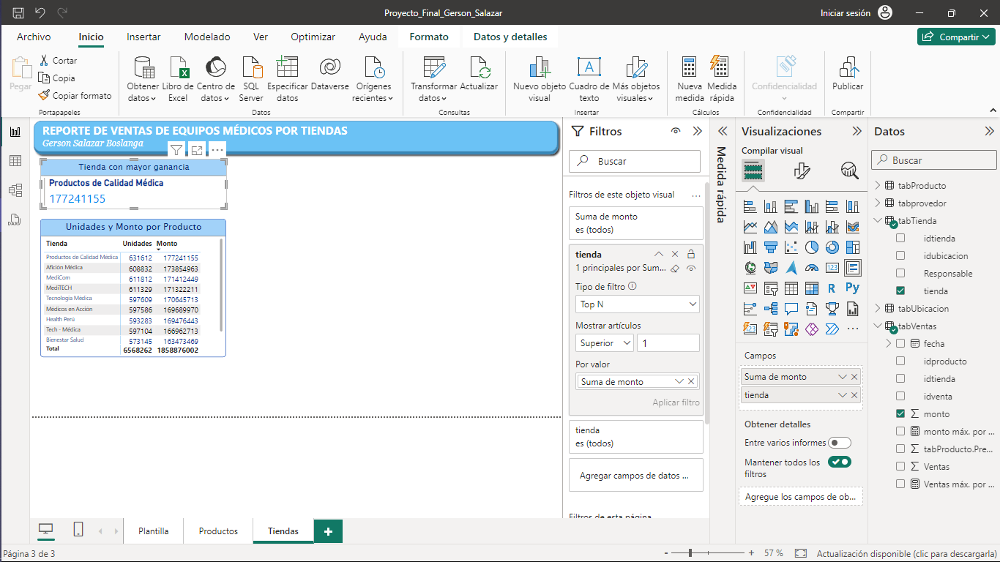 Proyecto_Final_Gerson_Salazar
Iniciar sesión
Archivo
Inicio
Insertar
Modelado
Ver
Optimizar
Ayuda
Formato
Datos y detalles
Compartir
Pegar
Cortar
Copia
Copiar formato
Portapapeles
Obtener datos
Libro de Excel
Centro de datos
SQL Server
Especificar datos
Dataverse
Orígenes recientes
Datos
Transformar datos
Actualizar
Consultas
Nuevo objeto visual
Cuadro de texto
Más objetos visuales
Insertar
Nueva medida
Medida rápida
Cálculos
Confidencialidad
Confidencialidad
Publicar
Compartir
REPORTE DE VENTAS DE EQUIPOS MÉDICOS POR TIENDAS
Gerson Salazar Boslanga
Tienda con mayor ganancia
Productos de Calidad Médica
177241155
Unidades y Monto por Producto
Tienda Unidades Monto
Productos de Calidad Médica 631612 177241155
Afición Médica 608832 173854963
MediCom 611812 171412449
MediTECH 611329 171322211
Tecnología Médica 597609 170645713
Médicos en Acción 597586 169689970
Health Perú 593283 169476443
Tech - Médica 597104 166962713
Bienestar Salud 573145 163473469
Total 6568262 1858876002
Filtros
Buscar
Filtros de este objeto visual ...
Suma de monto
es (todos)
tienda
1 principales por Sum...
Tipo de filtro
Top N
Mostrar artículos
Superior 1
Por valor
Suma de monto
Aplicar filtro
tienda
es (todos)
Agregar campos de datos ...
Filtros de esta página
Medida rápida
Visualizaciones
Compilar visual
123
R
Py
123
...
Campos
Suma de monto
tienda
Obtener detalles
Entre varios informes
Mantener todos los
filtros
Agregue los campos de ob...
Datos
Buscar
tabProducto
tabprovedor
tabTienda
idtienda
idubicacion
Responsable
tienda
tabUbicacion
tabVentas
fecha
idproducto
idtienda
idventa
monto
monto máx. por ...
tabProducto.Pre...
Ventas
Ventas máx. por ...
Plantilla
Productos
Tiendas
Página 3 de 3
- + 57 %
Actualización disponible (clic para descargarla)